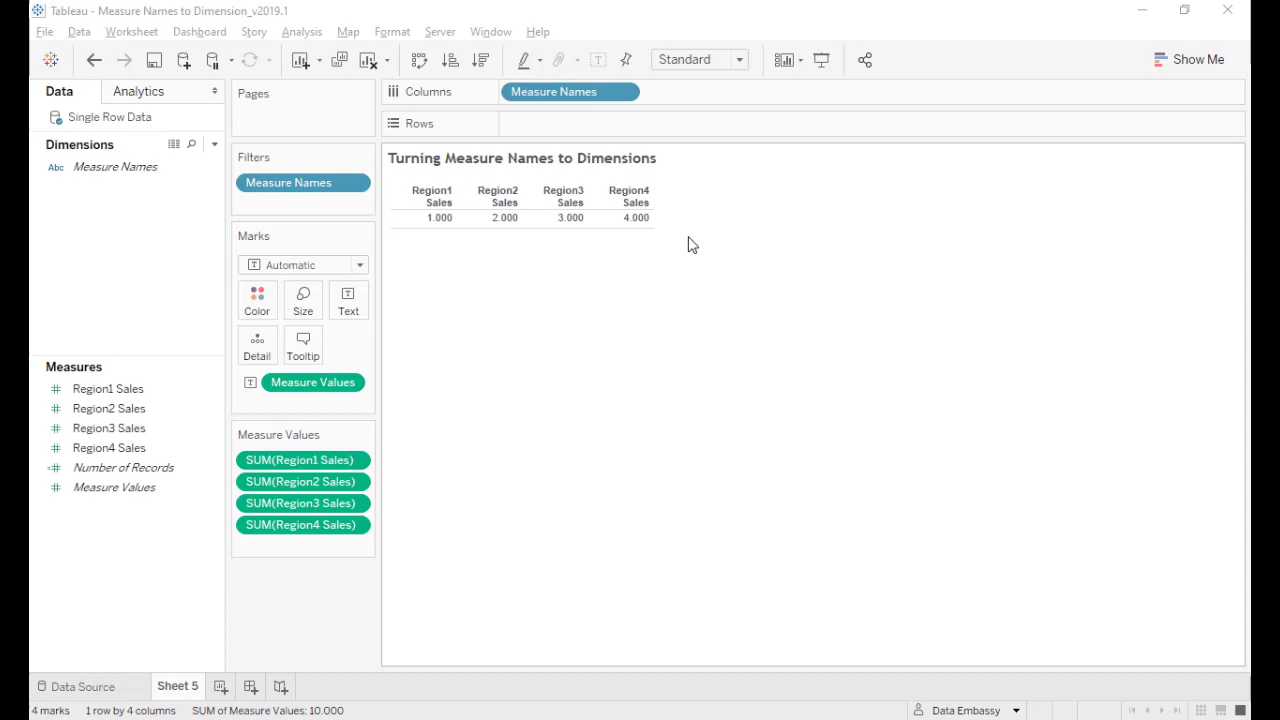 Tableau - Measure Names to Dimension_v2019.1
File Data Worksheet Dashboard Story Analysis Map Format Server Window Help
Standard
Show Me
Data Analytics
Single Row Data
Dimensions
Abc Measure Names
Measures
Region1 Sales
Region2 Sales
Region3 Sales
Region4 Sales
Number of Records
Measure Values
Pages
Filters
Measure Names
Marks
Automatic
Color Size Text
Detail Tooltip
Measure Values
Measure Values
SUM(Region1 Sales)
SUM(Region2 Sales)
SUM(Region3 Sales)
SUM(Region4 Sales)
Columns Measure Names
Rows
Turning Measure Names to Dimensions
Region1 Region2 Region3 Region4
Sales Sales Sales Sales
1.000 2.000 3.000 4.000
Data Source Sheet 5
4 marks 1 row by 4 columns SUM of Measure Values: 10.000 Data Embassy